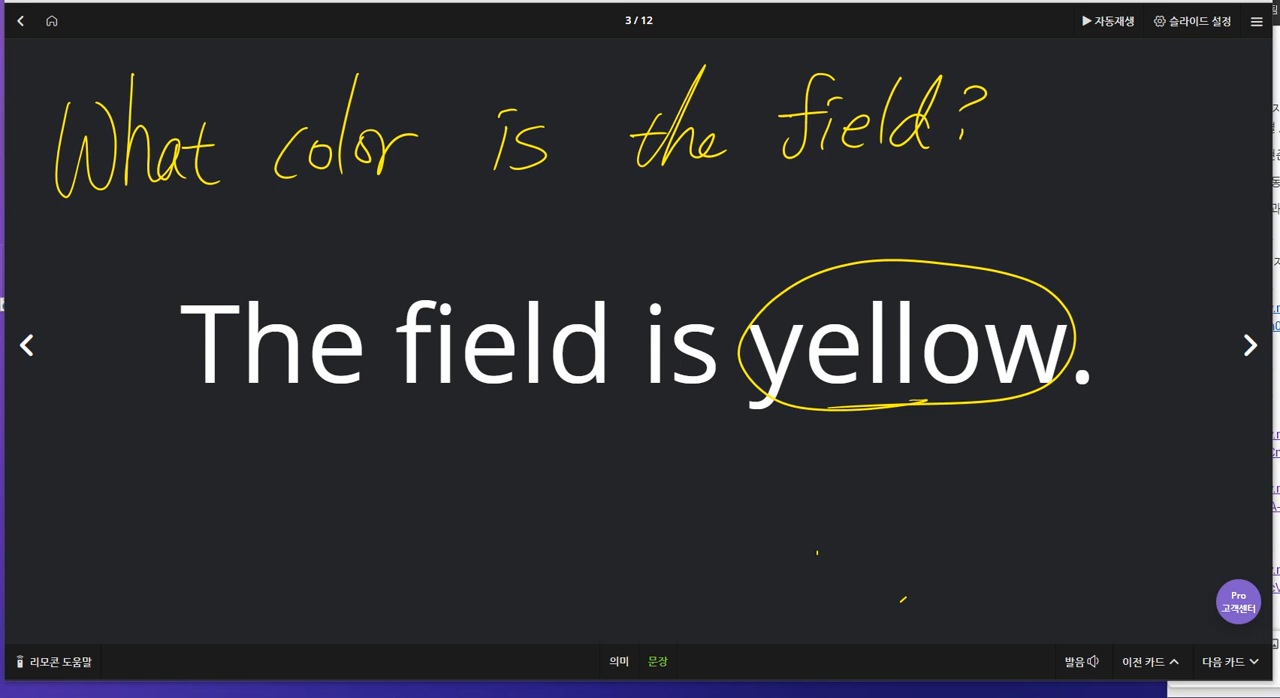 3 / 12
자동재생
슬라이드 설정
What color is the field?
The field is yellow.
Pro
고객센터
리모콘 도움말
의미
문장
발음
이전 카드
다음 카드